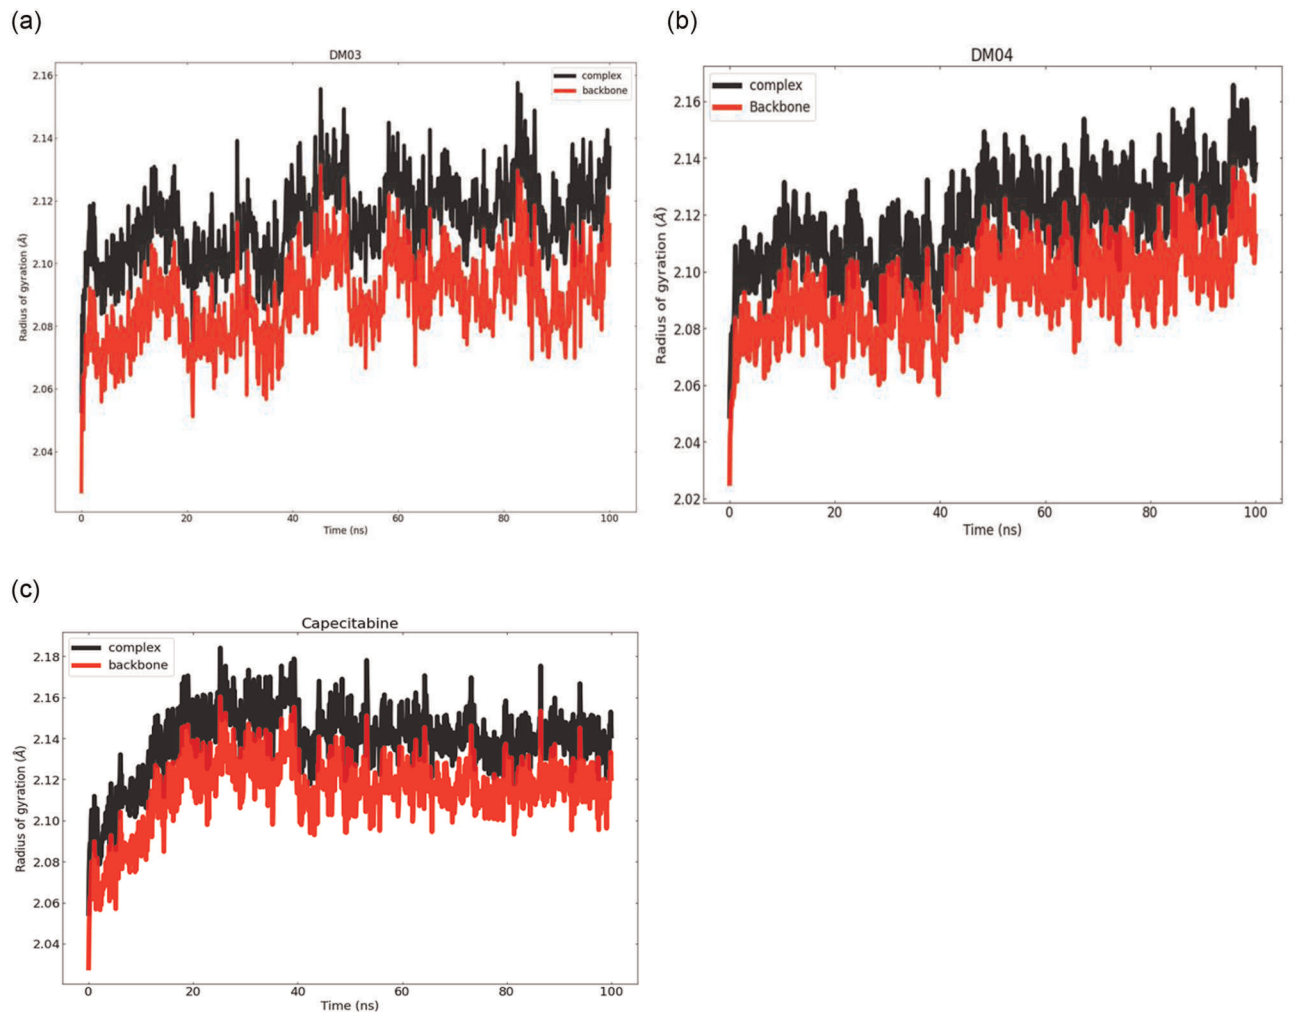 (a)
DM03
complex
backbone
2.16
2.14
2.12
2.10
2.08
2.06
2.04
Radius of gyration (Å)
0 20 40 60 80 100
Time (ns)
(b)
DM04
complex
Backbone
2.16
2.14
2.12
2.10
2.08
2.06
2.04
2.02
Radius of gyration (Å)
0 20 40 60 80 100
Time (ns)
(c)
Capecitabine
complex
backbone
2.18
2.16
2.14
2.12
2.10
2.08
2.06
2.04
Radius of gyration (Å)
0 20 40 60 80 100
Time (ns)